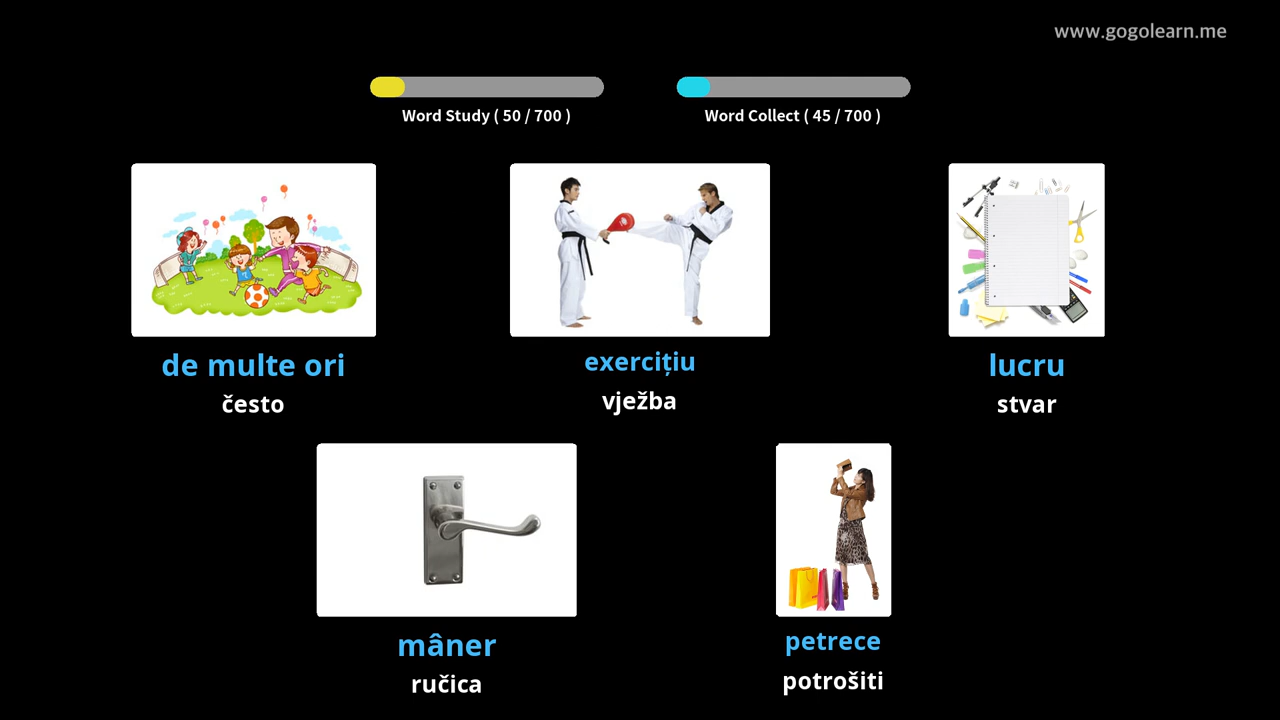 www.gogolearn.me
Word Study ( 50 / 700 )
Word Collect ( 45 / 700 )
de multe ori
često
exercițiu
vježba
lucru
stvar
mâner
ručica
petrece
potrošiti